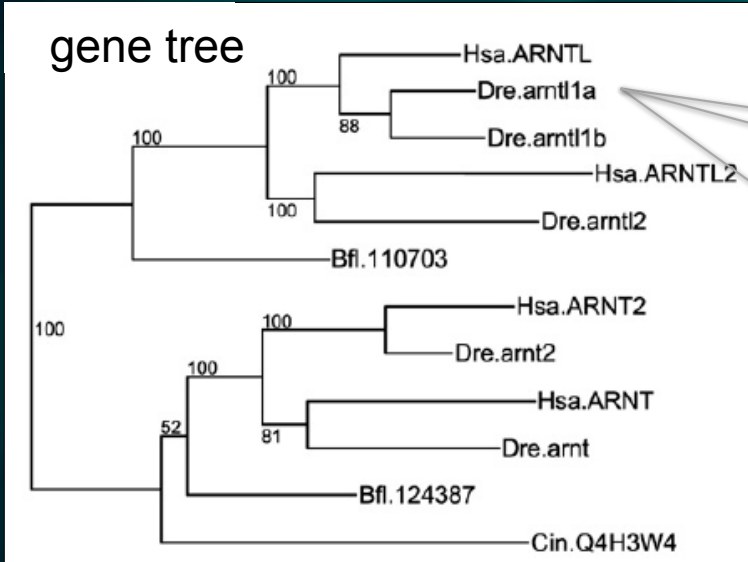 gene tree
Hsa.ARNTL
100
Dre.arntl1a
88
Dre.arntl1b
100
Hsa.ARNTL2
100
Dre.arntl2
Bfl.110703
100
Hsa.ARNT2
100
Dre.arnt2
100
Hsa.ARNT
52
81
Dre.arnt
Bfl.124387
Cin.Q4H3W4